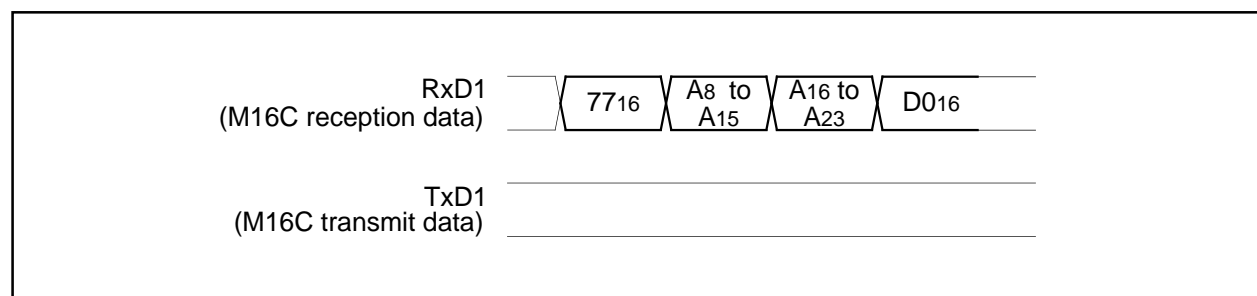 RxD1
(M16C reception data)
7716
A8 to
A15
A16 to
A23
D016
TxD1
(M16C transmit data)